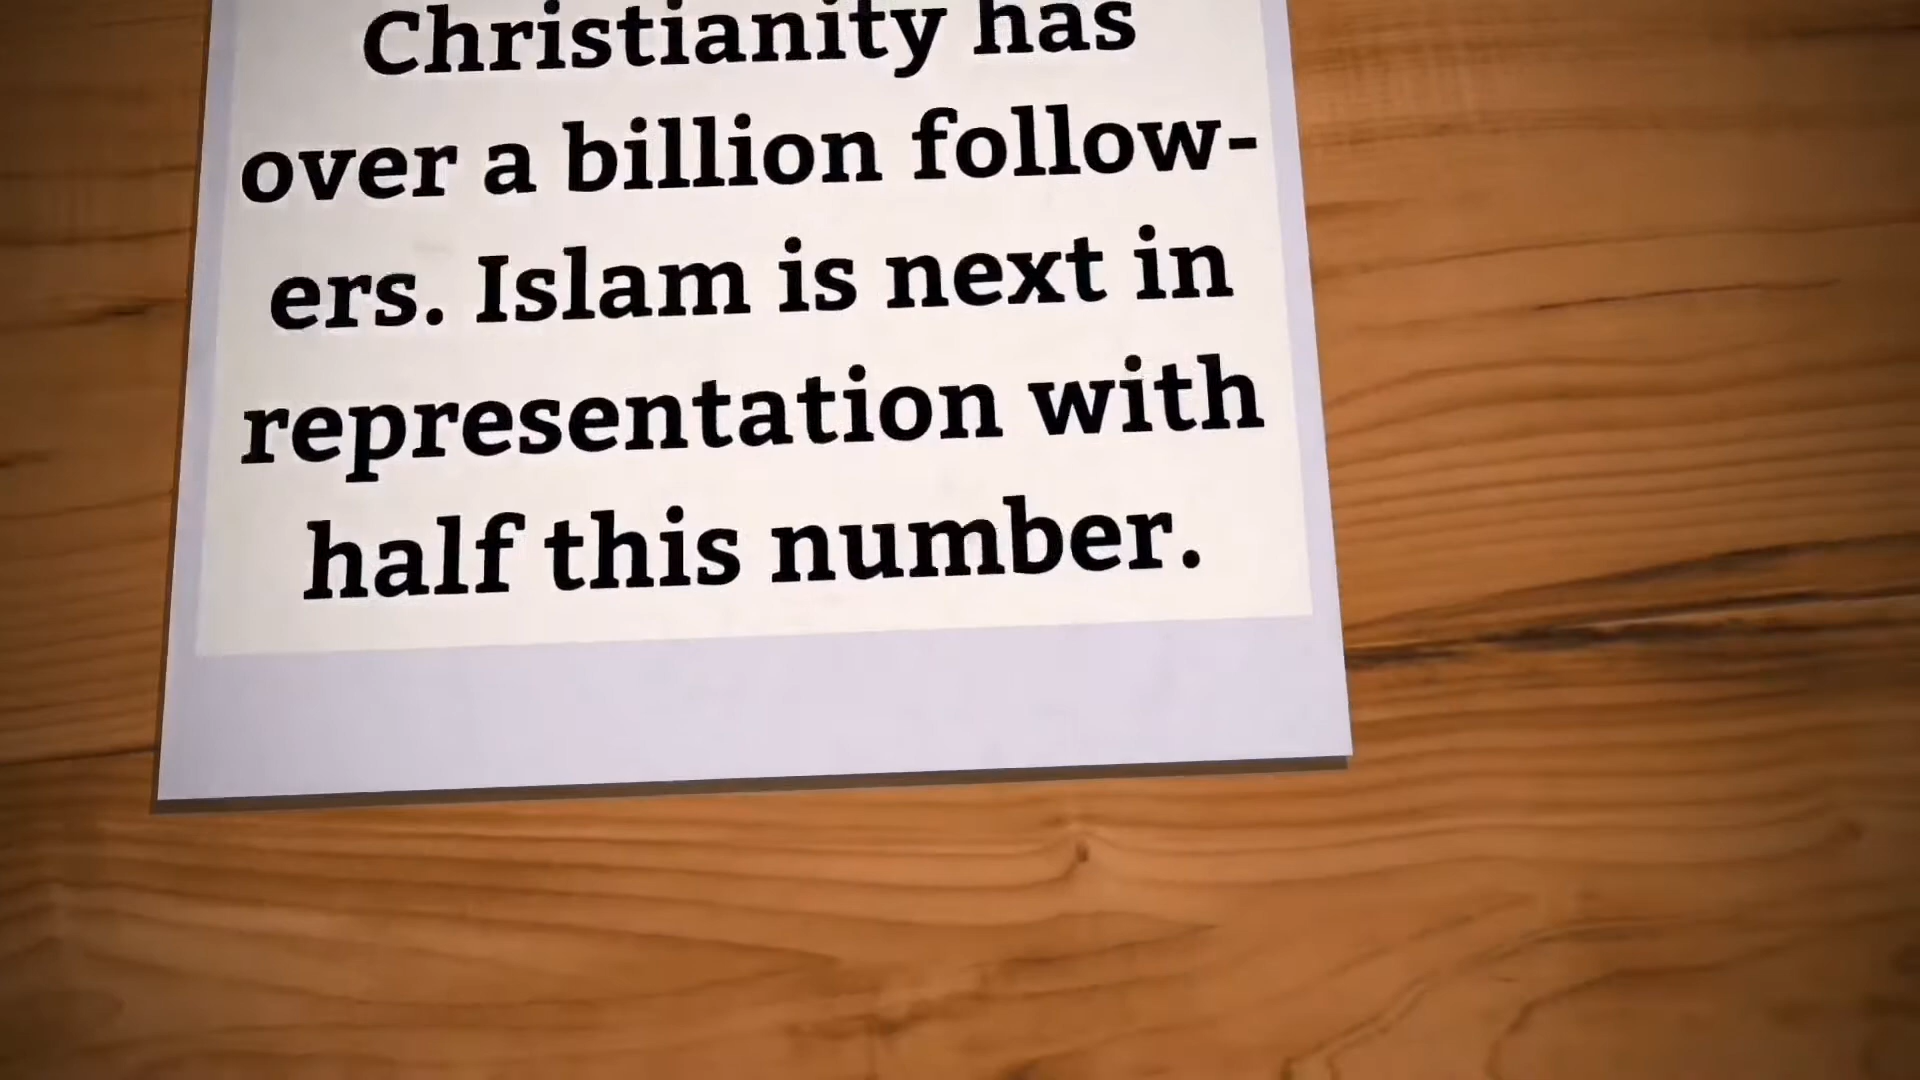 Christianity has
over a billion follow-
ers. Islam is next in
representation with
half this number.